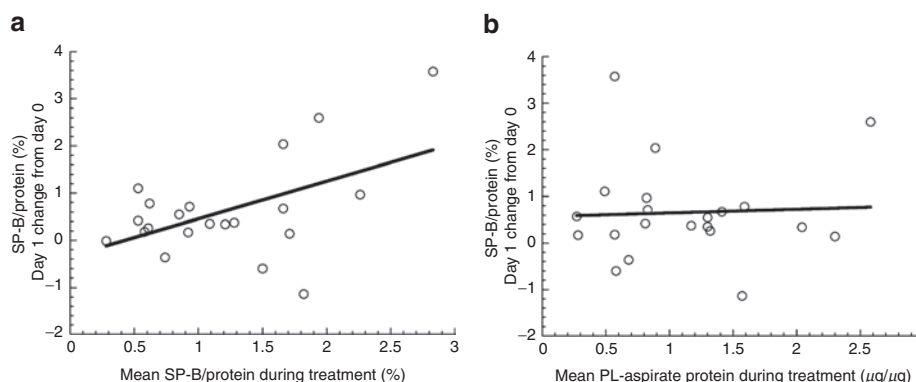 a
SP-B/protein (%)
Day 1 change from day 0
4
3
2
1
0
–1
–2
0 0.5 1 1.5 2 2.5 3
Mean SP-B/protein during treatment (%)
b
SP-B/protein (%)
Day 1 change from day 0
4
3
2
1
0
–1
–2
0 0.5 1 1.5 2 2.5
Mean PL-aspirate protein during treatment (μg/μg)